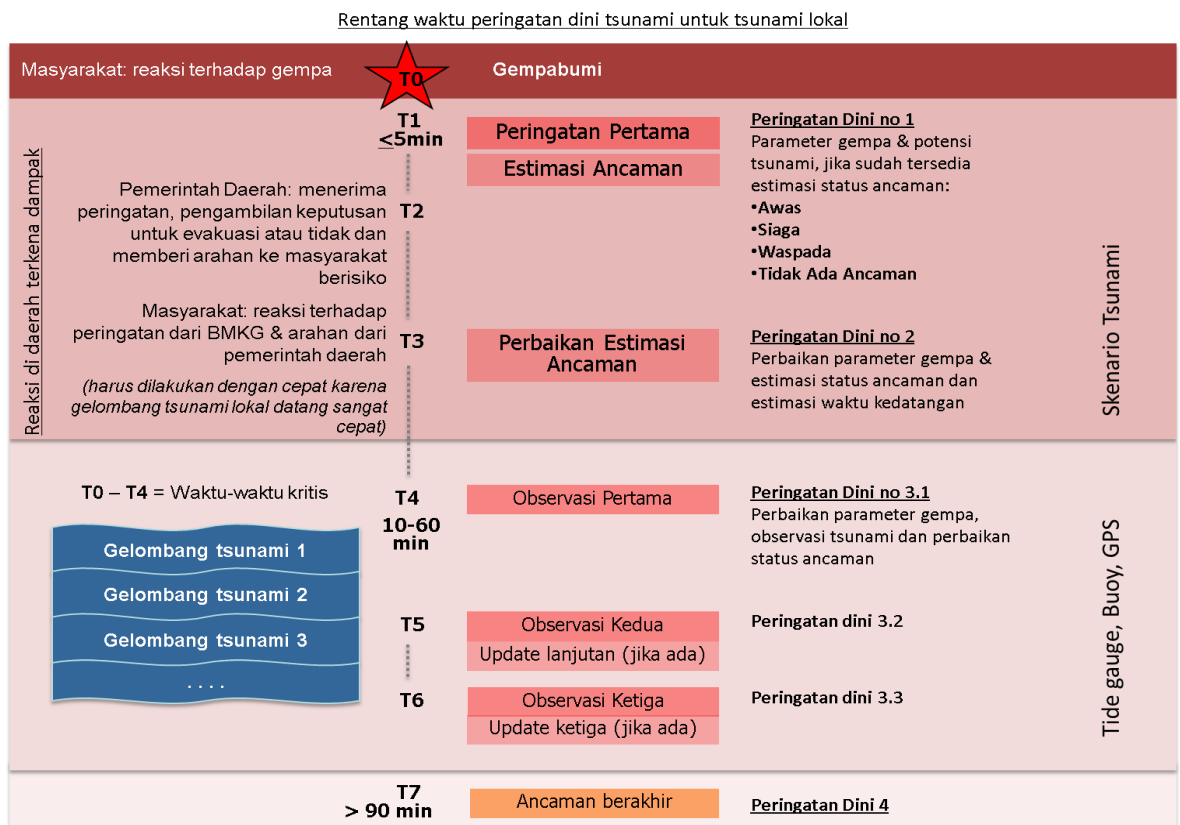 Rentang waktu peringatan dini tsunami untuk tsunami lokal
Masyarakat: reaksi terhadap gempa
T0
Gempabumi
Reaksi di daerah terkena dampak
T1
≤5min
Peringatan Pertama
Estimasi Ancaman
Peringatan Dini no 1
Parameter gempa & potensi
tsunami, jika sudah tersedia
estimasi status ancaman:
•Awas
•Siaga
•Waspada
•Tidak Ada Ancaman
Pemerintah Daerah: menerima
peringatan, pengambilan keputusan
untuk evakuasi atau tidak dan
memberi arahan ke masyarakat
berisiko
T2
Masyarakat: reaksi terhadap
peringatan dari BMKG & arahan dari
pemerintah daerah
(harus dilakukan dengan cepat karena
gelombang tsunami lokal datang sangat
cepat)
T3
Perbaikan Estimasi
Ancaman
Peringatan Dini no 2
Perbaikan parameter gempa &
estimasi status ancaman dan
estimasi waktu kedatangan
Skenario Tsunami
T0 – T4 = Waktu-waktu kritis
Gelombang tsunami 1
Gelombang tsunami 2
Gelombang tsunami 3
. . . .
T4
10-60
min
Observasi Pertama
Peringatan Dini no 3.1
Perbaikan parameter gempa,
observasi tsunami dan perbaikan
status ancaman
T5
Observasi Kedua
Update lanjutan (jika ada)
Peringatan dini 3.2
T6
Observasi Ketiga
Update ketiga (jika ada)
Peringatan dini 3.3
Tide gauge, Buoy, GPS
T7
> 90 min
Ancaman berakhir
Peringatan Dini 4